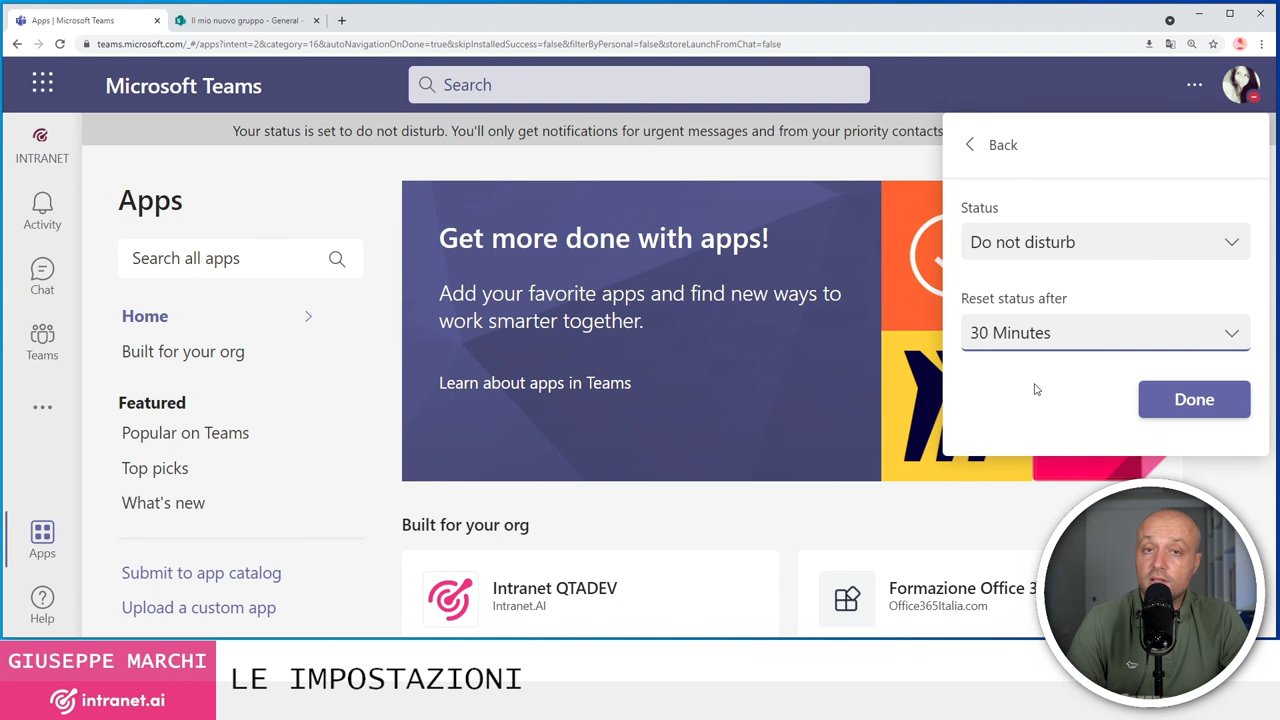 Apps | Microsoft Teams
Il mio nuovo gruppo - General -
teams.microsoft.com/_#/apps?intent=2&category=16&autoNavigationOnDone=true&skipInstalledSuccess=false&filterByPersonal=false&storeLaunchFromChat=false
Microsoft Teams
Search
Your status is set to do not disturb. You'll only get notifications for urgent messages and from your priority contacts
INTRANET
Activity
Chat
Teams
Apps
Help
Apps
Search all apps
Home
Built for your org
Featured
Popular on Teams
Top picks
What's new
Submit to app catalog
Upload a custom app
Get more done with apps!
Add your favorite apps and find new ways to
work smarter together.
Learn about apps in Teams
Built for your org
Intranet QTADEV
Intranet.AI
Formazione Office 3
Office365Italia.com
Back
Status
Do not disturb
Reset status after
30 Minutes
Done
GIUSEPPE MARCHI
intranet.ai
LE IMPOSTAZIONI